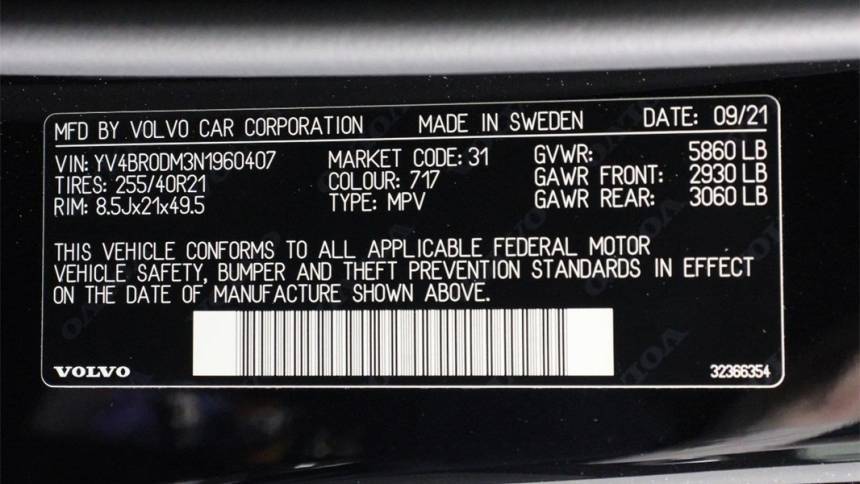 MFD BY VOLVO CAR CORPORATION MADE IN SWEDEN DATE: 09/21
VIN: YV4BR0DM3N1960407 MARKET CODE: 31 GVWR: 5860 LB
TIRES: 255/40R21 COLOUR: 717 GAWR FRONT: 2930 LB
RIM: 8.5Jx21x49.5 TYPE: MPV GAWR REAR: 3060 LB
THIS VEHICLE CONFORMS TO ALL APPLICABLE FEDERAL MOTOR
VEHICLE SAFETY, BUMPER AND THEFT PREVENTION STANDARDS IN EFFECT
ON THE DATE OF MANUFACTURE SHOWN ABOVE.
VOLVO 32366354